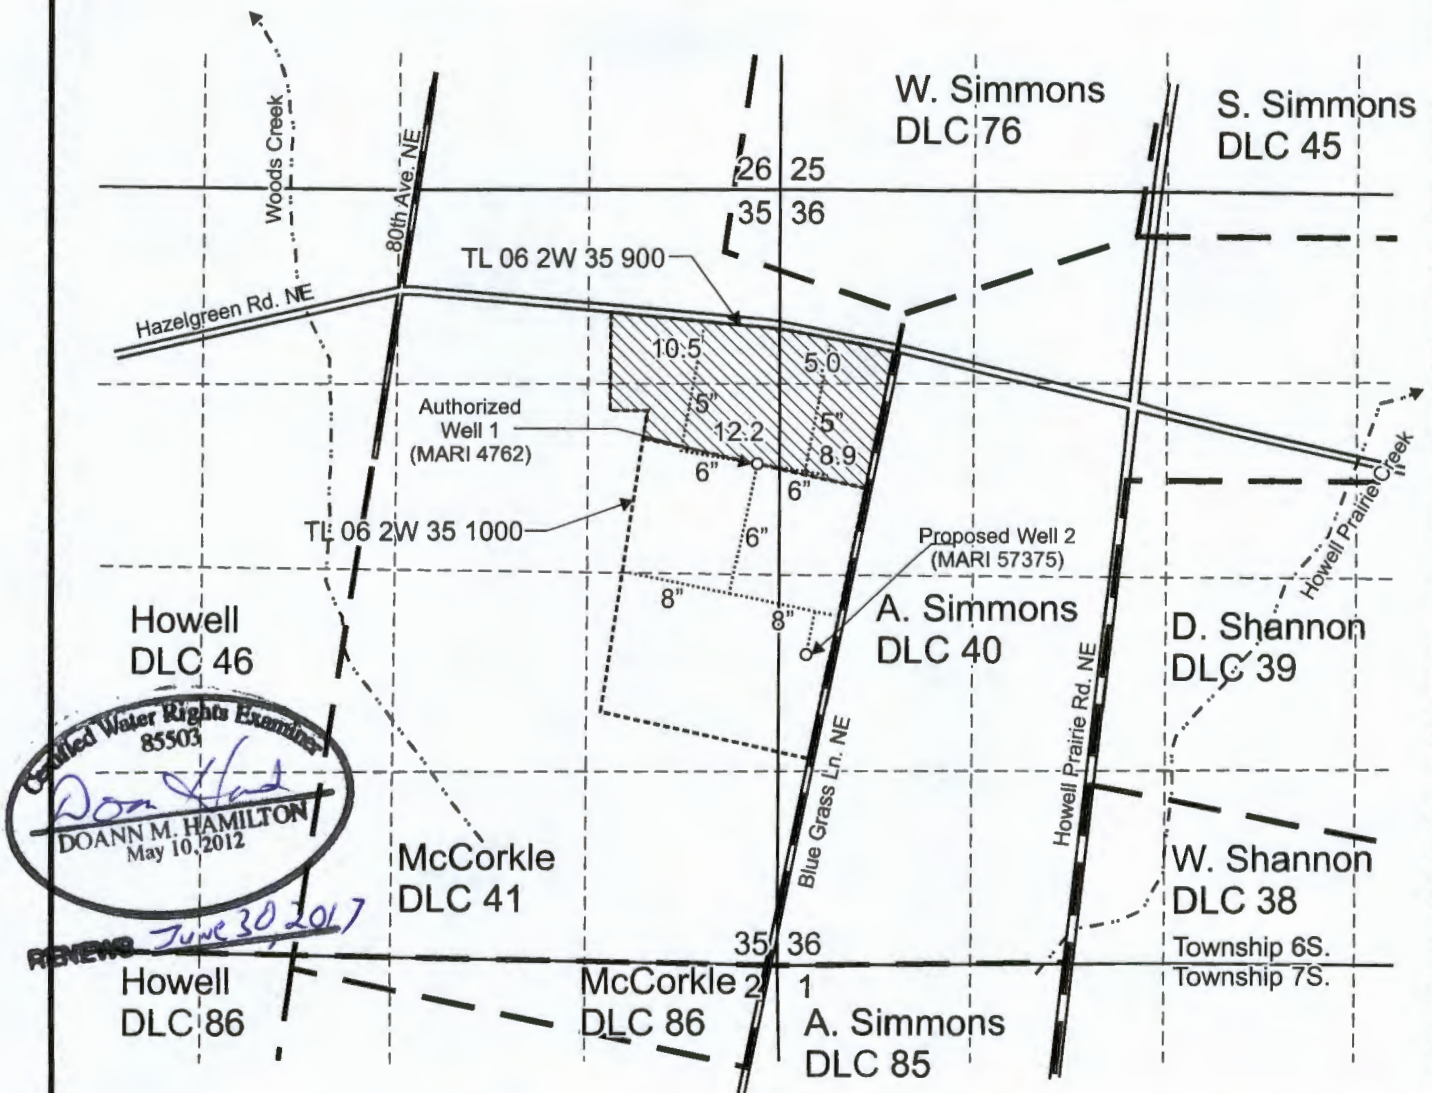 W. Simmons
DLC 76
S. Simmons
DLC 45
Woods Creek
80th Ave. NE
26 25
35 36
TL 06 2W 35 900
Hazelgreen Rd. NE
10.5
5.0
Authorized
Well 1
(MARI 4762)
5"
5"
12.2
8.9
6"
6"
TL 06 2W 35 1000
6"
Proposed Well 2
(MARI 57375)
Howell Prairie Creek
8"
8"
Howell
DLC 46
A. Simmons
DLC 40
D. Shannon
DLC 39
Certified Water Rights Examiner
85503
DOANN M. HAMILTON
May 10, 2012
RENEWS June 30, 2017
Blue Grass Ln. NE
Howell Prairie Rd. NE
McCorkle
DLC 41
W. Shannon
DLC 38
35 36
Township 6S.
Township 7S.
Howell
DLC 86
McCorkle
DLC 86
2 1
A. Simmons
DLC 85